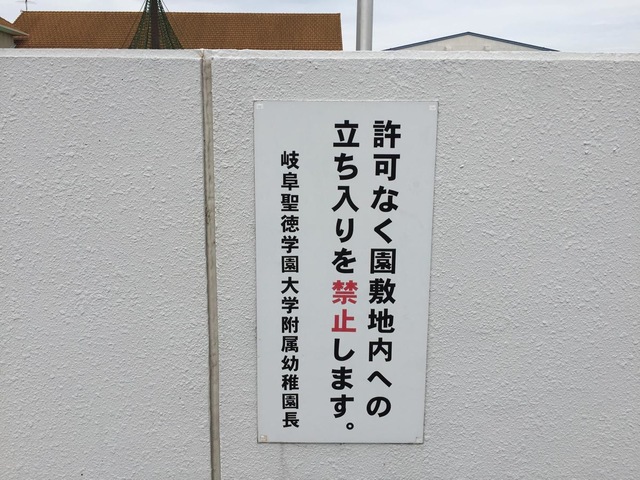 許可なく園敷地内への
立ち入りを禁止します。
岐阜聖徳学園大学附属幼稚園長